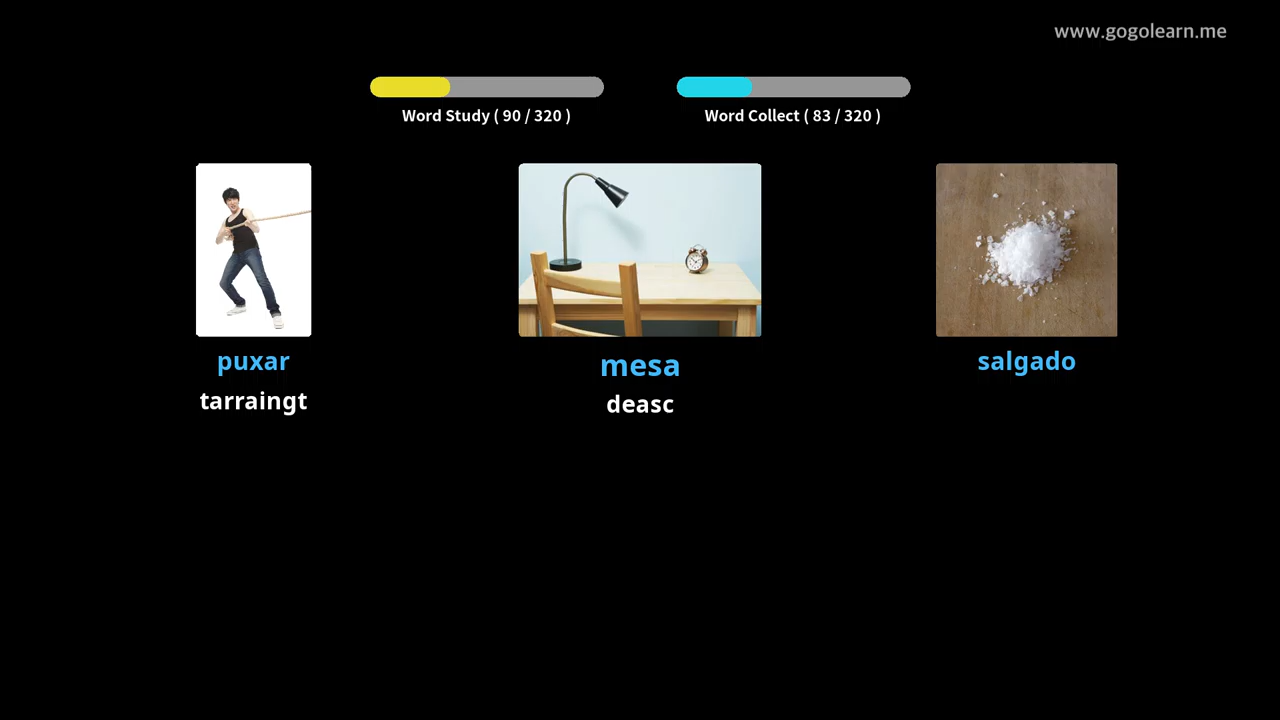 www.gogolearn.me
Word Study ( 90 / 320 )
Word Collect ( 83 / 320 )
puxar
tarraingt
mesa
deasc
salgado